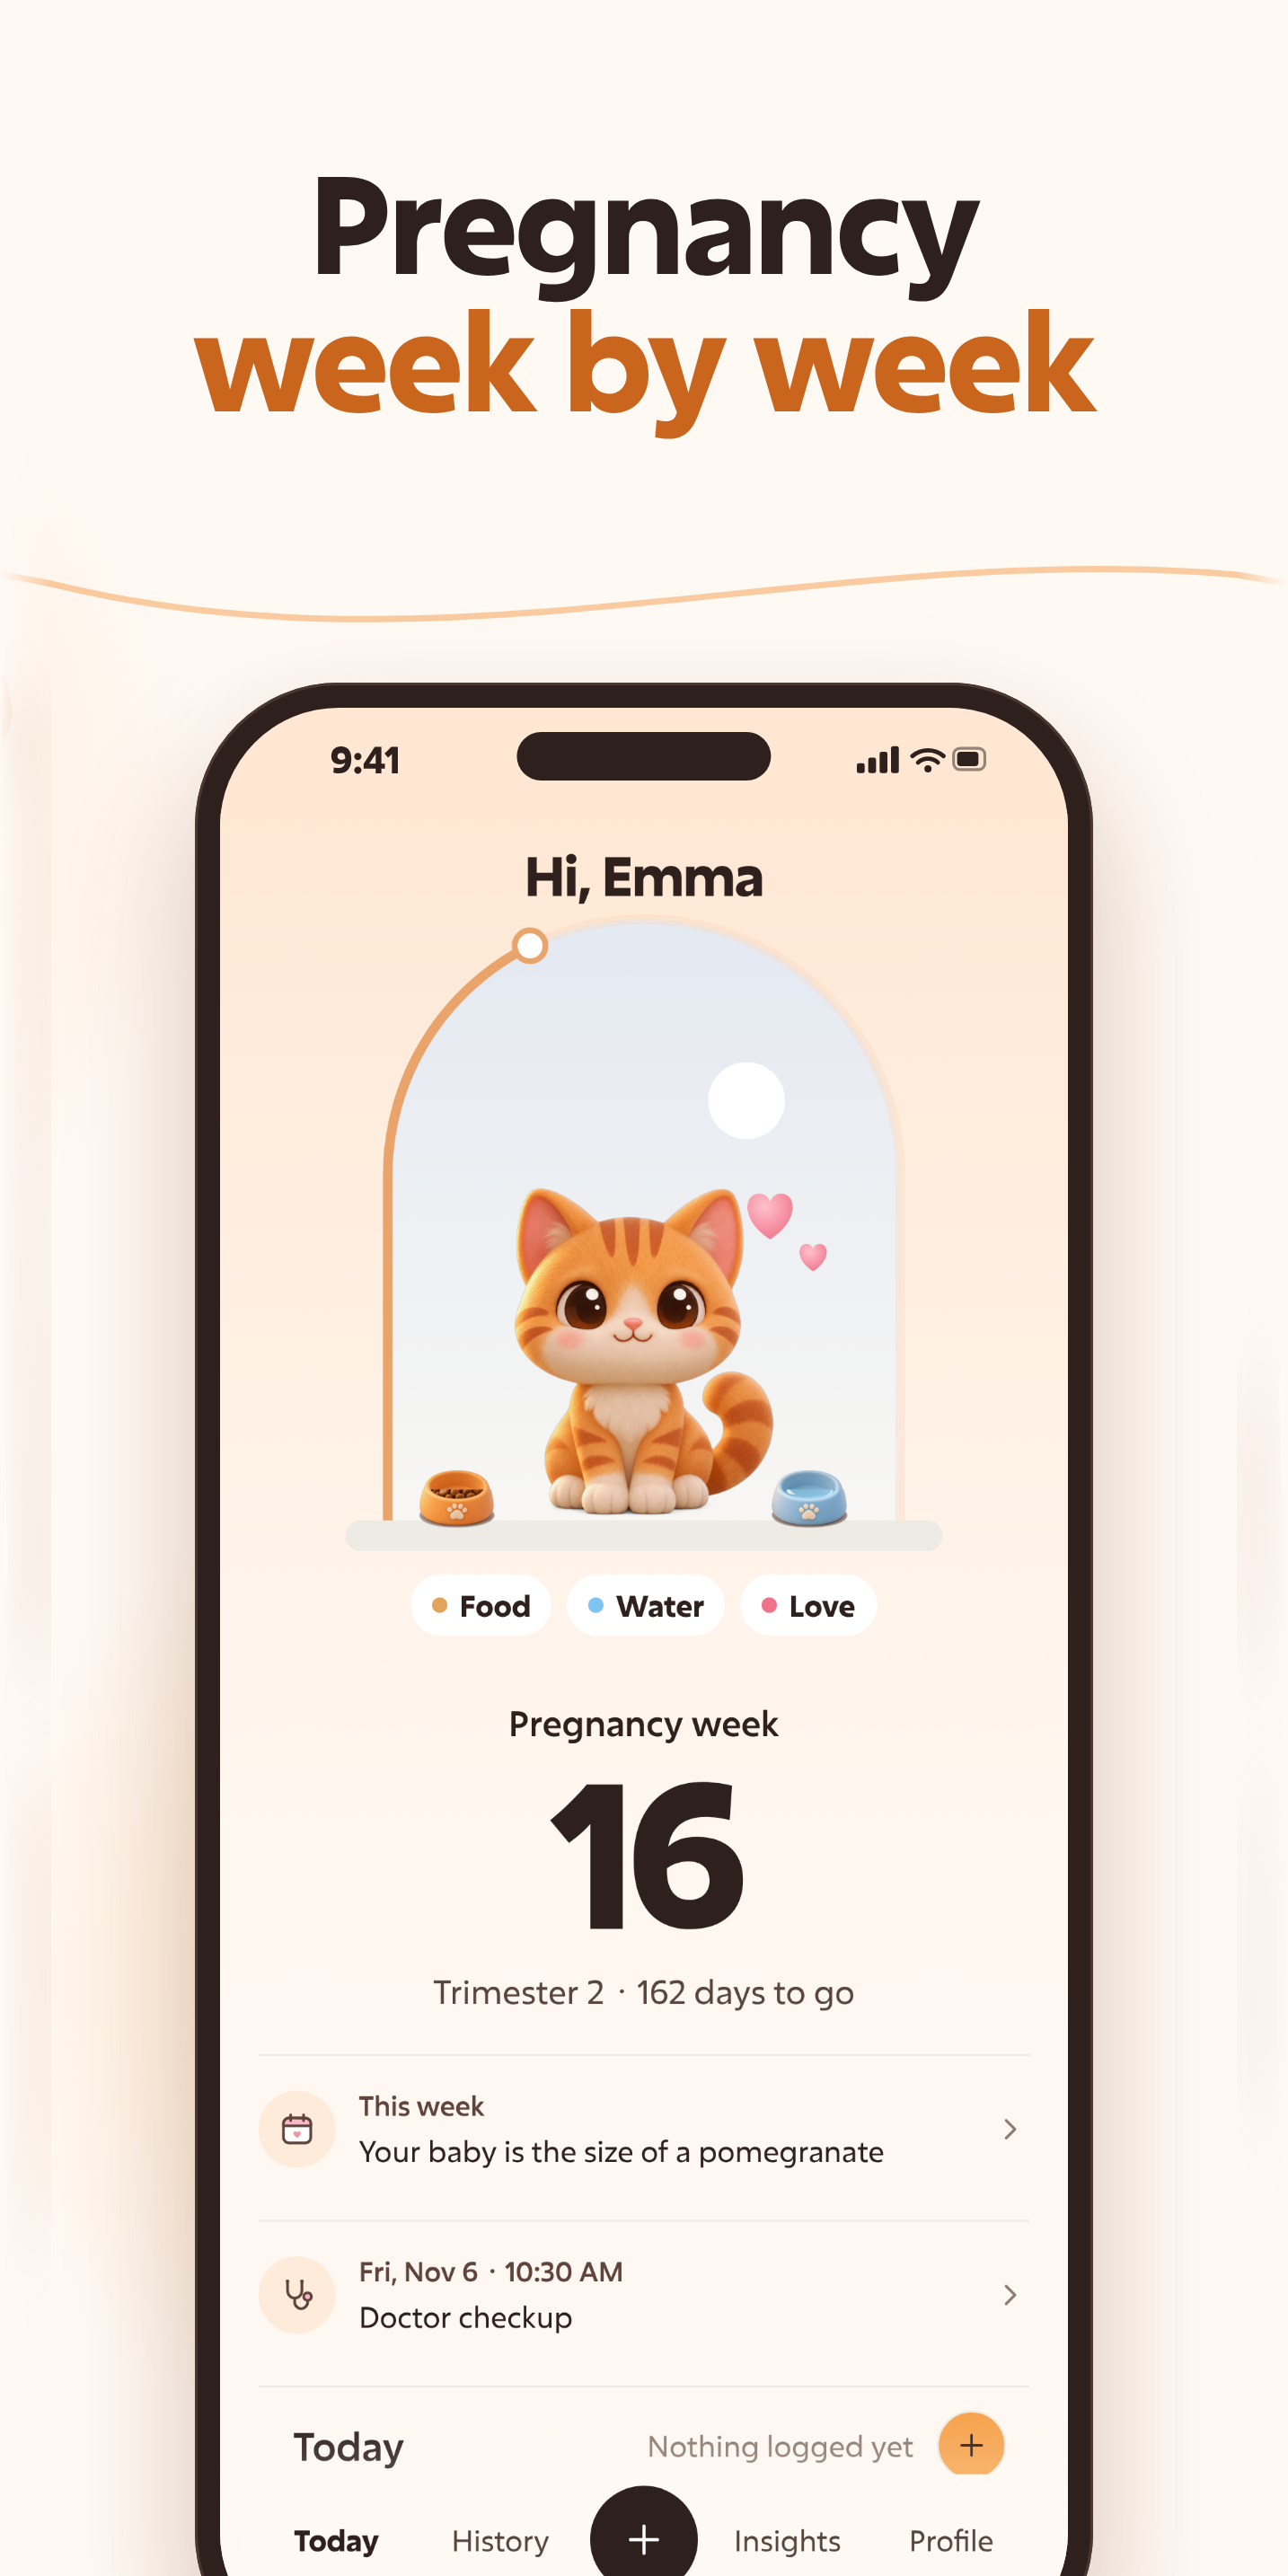 Pregnancy
week by week
9:41
Hi, Emma
Food
Water
Love
Pregnancy week
16
Trimester 2 · 162 days to go
This week
Your baby is the size of a pomegranate
Fri, Nov 6 · 10:30 AM
Doctor checkup
Today
Nothing logged yet
Today
History
Insights
Profile